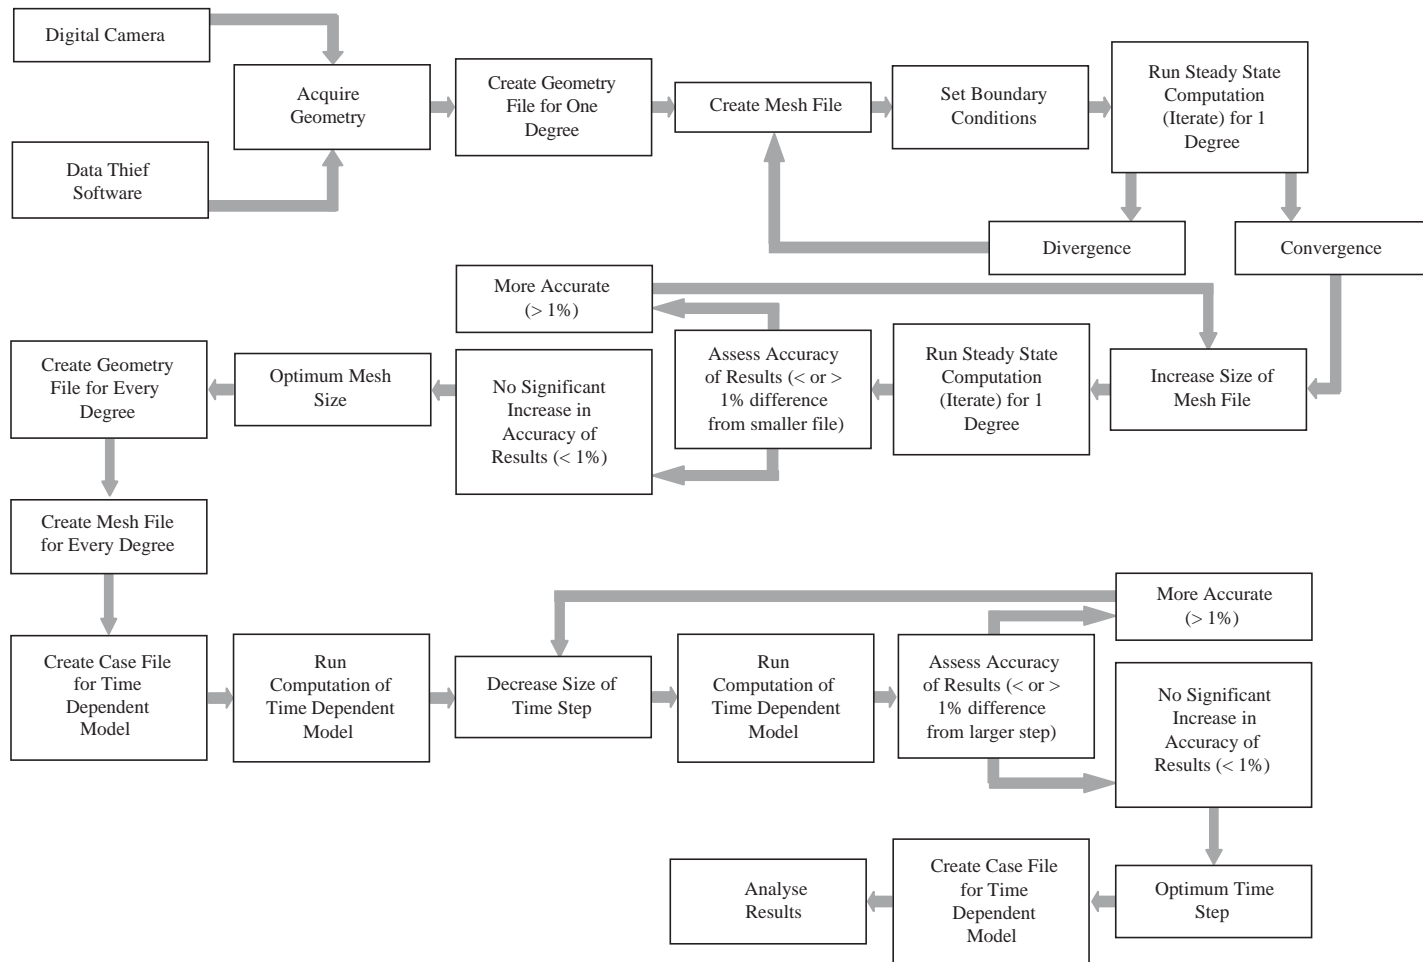 Digital Camera
Data Thief
Software
Acquire
Geometry
Create Geometry
File for One
Degree
Create Mesh File
Set Boundary
Conditions
Run Steady State
Computation
(Iterate) for 1
Degree
Divergence
Convergence
More Accurate
(> 1%)
Create Geometry
File for Every
Degree
Optimum Mesh
Size
No Significant
Increase in
Accuracy of
Results (< 1%)
Assess Accuracy
of Results (< or >
1% difference
from smaller file)
Run Steady State
Computation
(Iterate) for 1
Degree
Increase Size of
Mesh File
Create Mesh File
for Every Degree
Create Case File
for Time
Dependent
Model
Run
Computation of
Time Dependent
Model
Decrease Size of
Time Step
Run
Computation of
Time Dependent
Model
Assess Accuracy
of Results (< or >
1% difference
from larger step)
More Accurate
(> 1%)
No Significant
Increase in
Accuracy of
Results (< 1%)
Analyse
Results
Create Case File
for Time
Dependent
Model
Optimum Time
Step